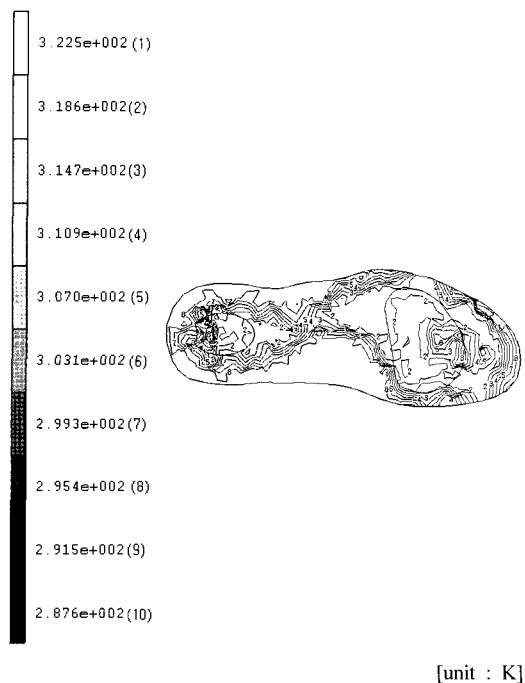 3.225e+002 (1)
3.186e+002 (2)
3.147e+002 (3)
3.109e+002 (4)
3.070e+002 (5)
3.031e+002 (6)
2.993e+002 (7)
2.954e+002 (8)
2.915e+002 (9)
2.876e+002 (10)
[unit : K]